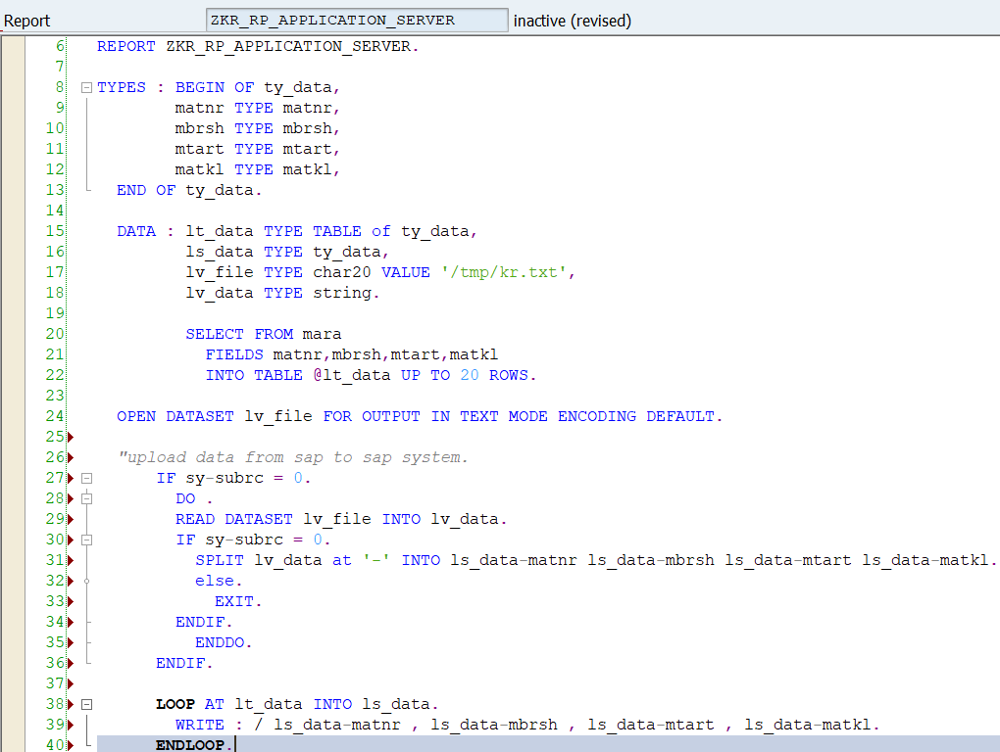 Report ZKR_RP_APPLICATION_SERVER inactive (revised)
6 REPORT ZKR_RP_APPLICATION_SERVER.
7
8 TYPES : BEGIN OF ty_data,
9 matnr TYPE matnr,
10 mbrsh TYPE mbrsh,
11 mtart TYPE mtart,
12 matkl TYPE matkl,
13 END OF ty_data.
14
15 DATA : lt_data TYPE TABLE of ty_data,
16 ls_data TYPE ty_data,
17 lv_file TYPE char20 VALUE '/tmp/kr.txt',
18 lv_data TYPE string.
19
20 SELECT FROM mara
21 FIELDS matnr,mbrsh,mtart,matkl
22 INTO TABLE @lt_data UP TO 20 ROWS.
23
24 OPEN DATASET lv_file FOR OUTPUT IN TEXT MODE ENCODING DEFAULT.
25
26 "upload data from sap to sap system.
27 IF sy-subrc = 0.
28 DO .
29 READ DATASET lv_file INTO lv_data.
30 IF sy-subrc = 0.
31 SPLIT lv_data at '-' INTO ls_data-matnr ls_data-mbrsh ls_data-mtart ls_data-matkl.
32 else.
33 EXIT.
34 ENDIF.
35 ENDDO.
36 ENDIF.
37
38 LOOP AT lt_data INTO ls_data.
39 WRITE : / ls_data-matnr , ls_data-mbrsh , ls_data-mtart , ls_data-matkl.
40 ENDLOOP.